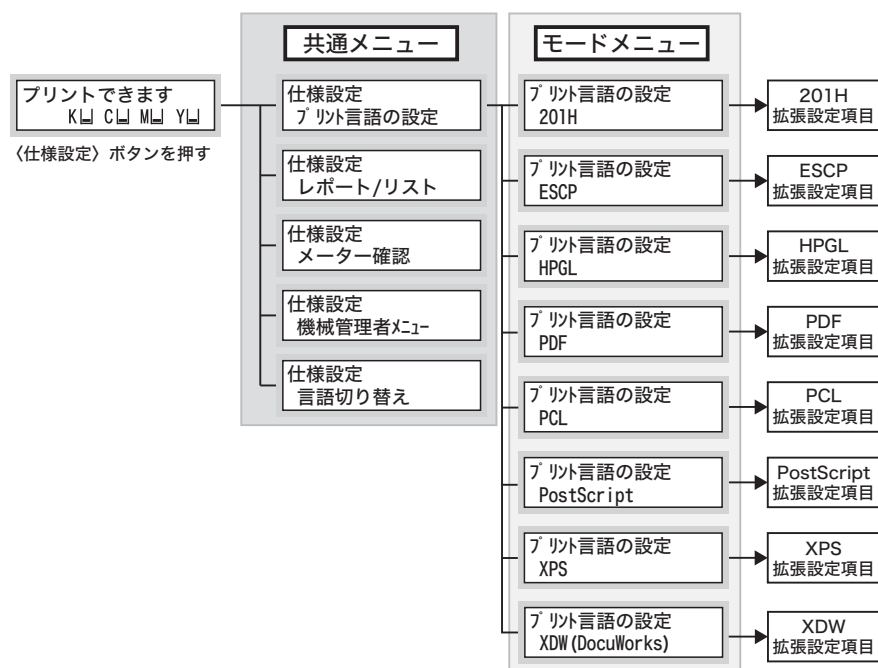 共通メニュー
モードメニュー
プリントできます
K C M Y
〈仕様設定〉ボタンを押す
仕様設定
ﾌﾟﾘﾝﾄ言語の設定
仕様設定
レポート/リスト
仕様設定
メーター確認
仕様設定
機械管理者ﾒﾆｭｰ
仕様設定
言語切り替え
ﾌﾟﾘﾝﾄ言語の設定
201H
201H
拡張設定項目
ﾌﾟﾘﾝﾄ言語の設定
ESCP
ESCP
拡張設定項目
ﾌﾟﾘﾝﾄ言語の設定
HPGL
HPGL
拡張設定項目
ﾌﾟﾘﾝﾄ言語の設定
PDF
PDF
拡張設定項目
ﾌﾟﾘﾝﾄ言語の設定
PCL
PCL
拡張設定項目
ﾌﾟﾘﾝﾄ言語の設定
PostScript
PostScript
拡張設定項目
ﾌﾟﾘﾝﾄ言語の設定
XPS
XPS
拡張設定項目
ﾌﾟﾘﾝﾄ言語の設定
XDW(DocuWorks)
XDW
拡張設定項目